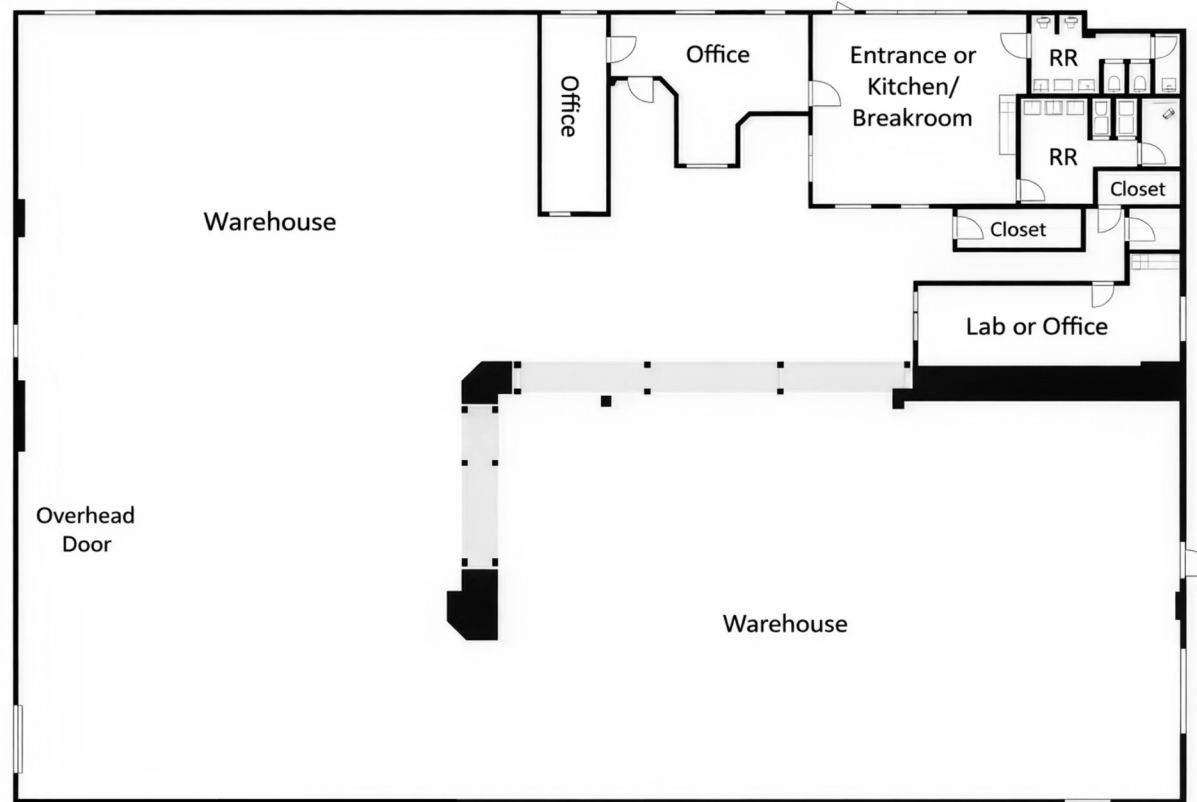 Office
Office
Entrance or
Kitchen/
Breakroom
RR
RR
Closet
Warehouse
Closet
Lab or Office
Overhead
Door
Warehouse